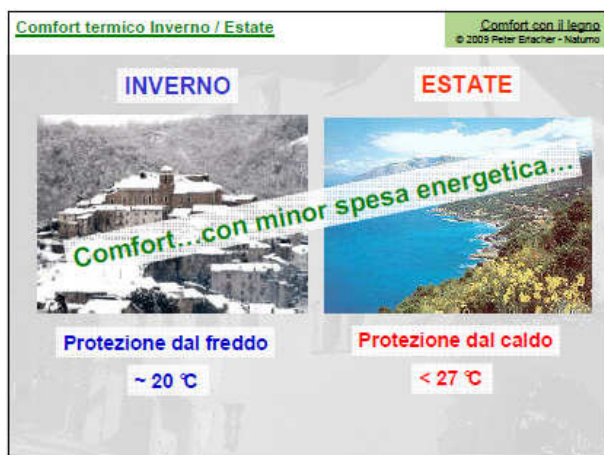 Comfort termico Inverno / Estate
Comfort con il legno
© 2009 Peter Erlacher - Naturno
INVERNO
ESTATE
Comfort...con minor spesa energetica...
Protezione dal freddo
Protezione dal caldo
~ 20 °C
< 27 °C